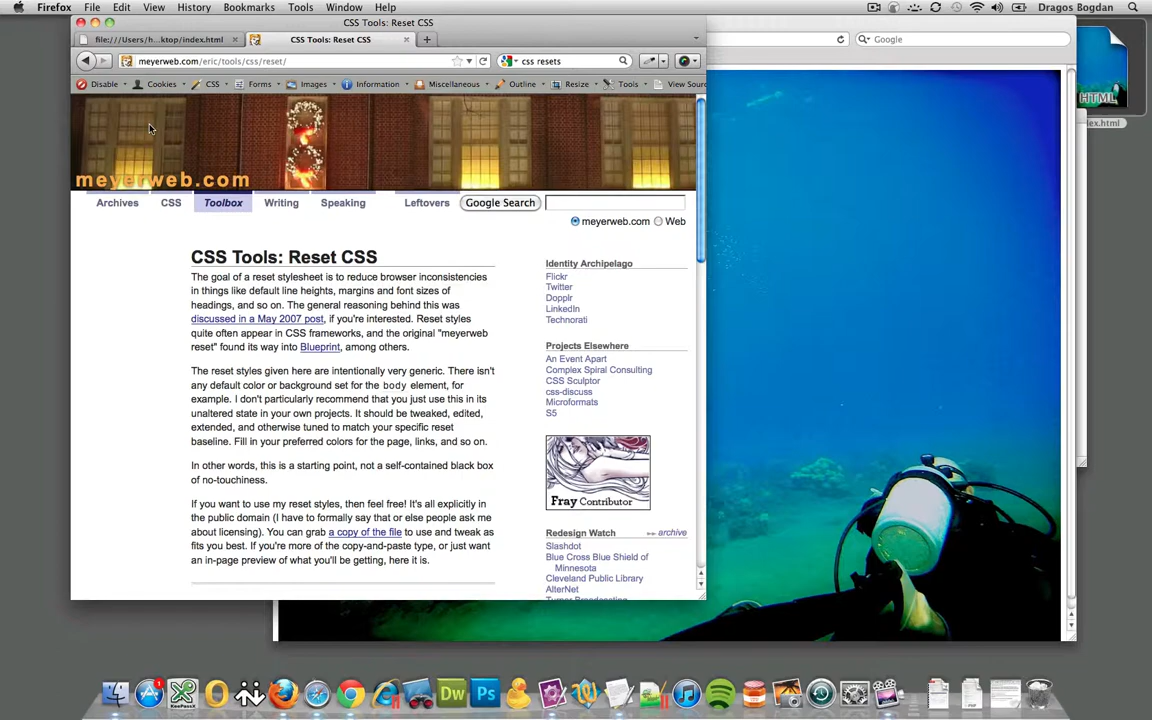 Firefox File Edit View History Bookmarks Tools Window Help Dragos Bogdan
CSS Tools: Reset CSS
file:///Users/h...ktop/index.html CSS Tools: Reset CSS
meyerweb.com/eric/tools/css/reset/ css resets Google
Disable Cookies CSS Forms Images Information Miscellaneous Outline Resize Tools View Sourc
HTML
meyerweb.com
Archives CSS Toolbox Writing Speaking Leftovers Google Search
meyerweb.com Web
CSS Tools: Reset CSS
The goal of a reset stylesheet is to reduce browser inconsistencies
in things like default line heights, margins and font sizes of
headings, and so on. The general reasoning behind this was
discussed in a May 2007 post, if you're interested. Reset styles
quite often appear in CSS frameworks, and the original "meyerweb
reset" found its way into Blueprint, among others.
The reset styles given here are intentionally very generic. There isn't
any default color or background set for the body element, for
example. I don't particularly recommend that you just use this in its
unaltered state in your own projects. It should be tweaked, edited,
extended, and otherwise tuned to match your specific reset
baseline. Fill in your preferred colors for the page, links, and so on.
In other words, this is a starting point, not a self-contained black box
of no-touchiness.
If you want to use my reset styles, then feel free! It's all explicitly in
the public domain (I have to formally say that or else people ask me
about licensing). You can grab a copy of the file to use and tweak as
fits you best. If you're more of the copy-and-paste type, or just want
an in-page preview of what you'll be getting, here it is.
Identity Archipelago
Flickr
Twitter
Dopplr
LinkedIn
Technorati
Projects Elsewhere
An Event Apart
Complex Spiral Consulting
CSS Sculptor
css-discuss
Microformats
S5
Fray Contributor
Redesign Watch archive
Slashdot
Blue Cross Blue Shield of
Minnesota
Cleveland Public Library
AlterNet
1
KeePassX
Dw
Ps